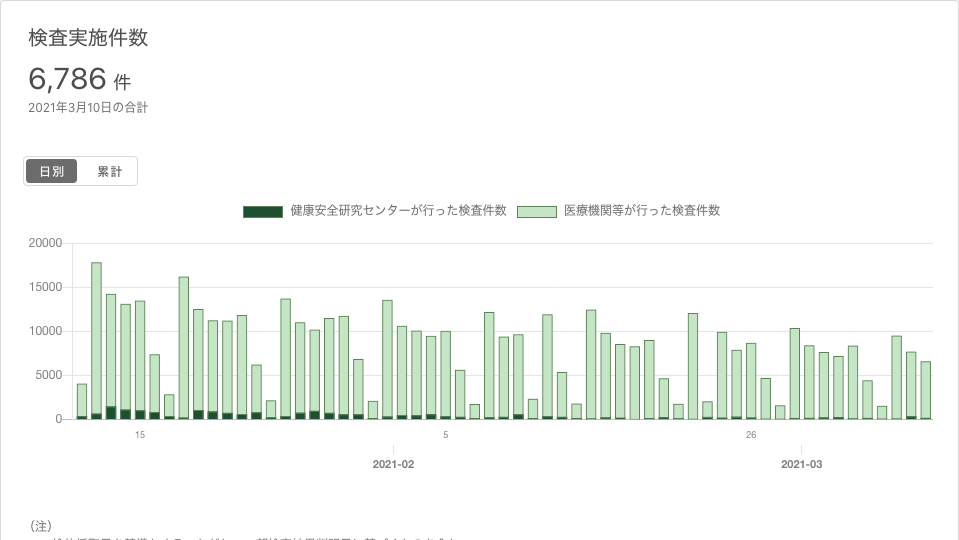 検査実施件数
6,786 件
2021年3月10日の合計
日別 累計
健康安全研究センターが行った検査件数 医療機関等が行った検査件数
20000
15000
10000
5000
0
15 5 26
2021-02 2021-03
（注）